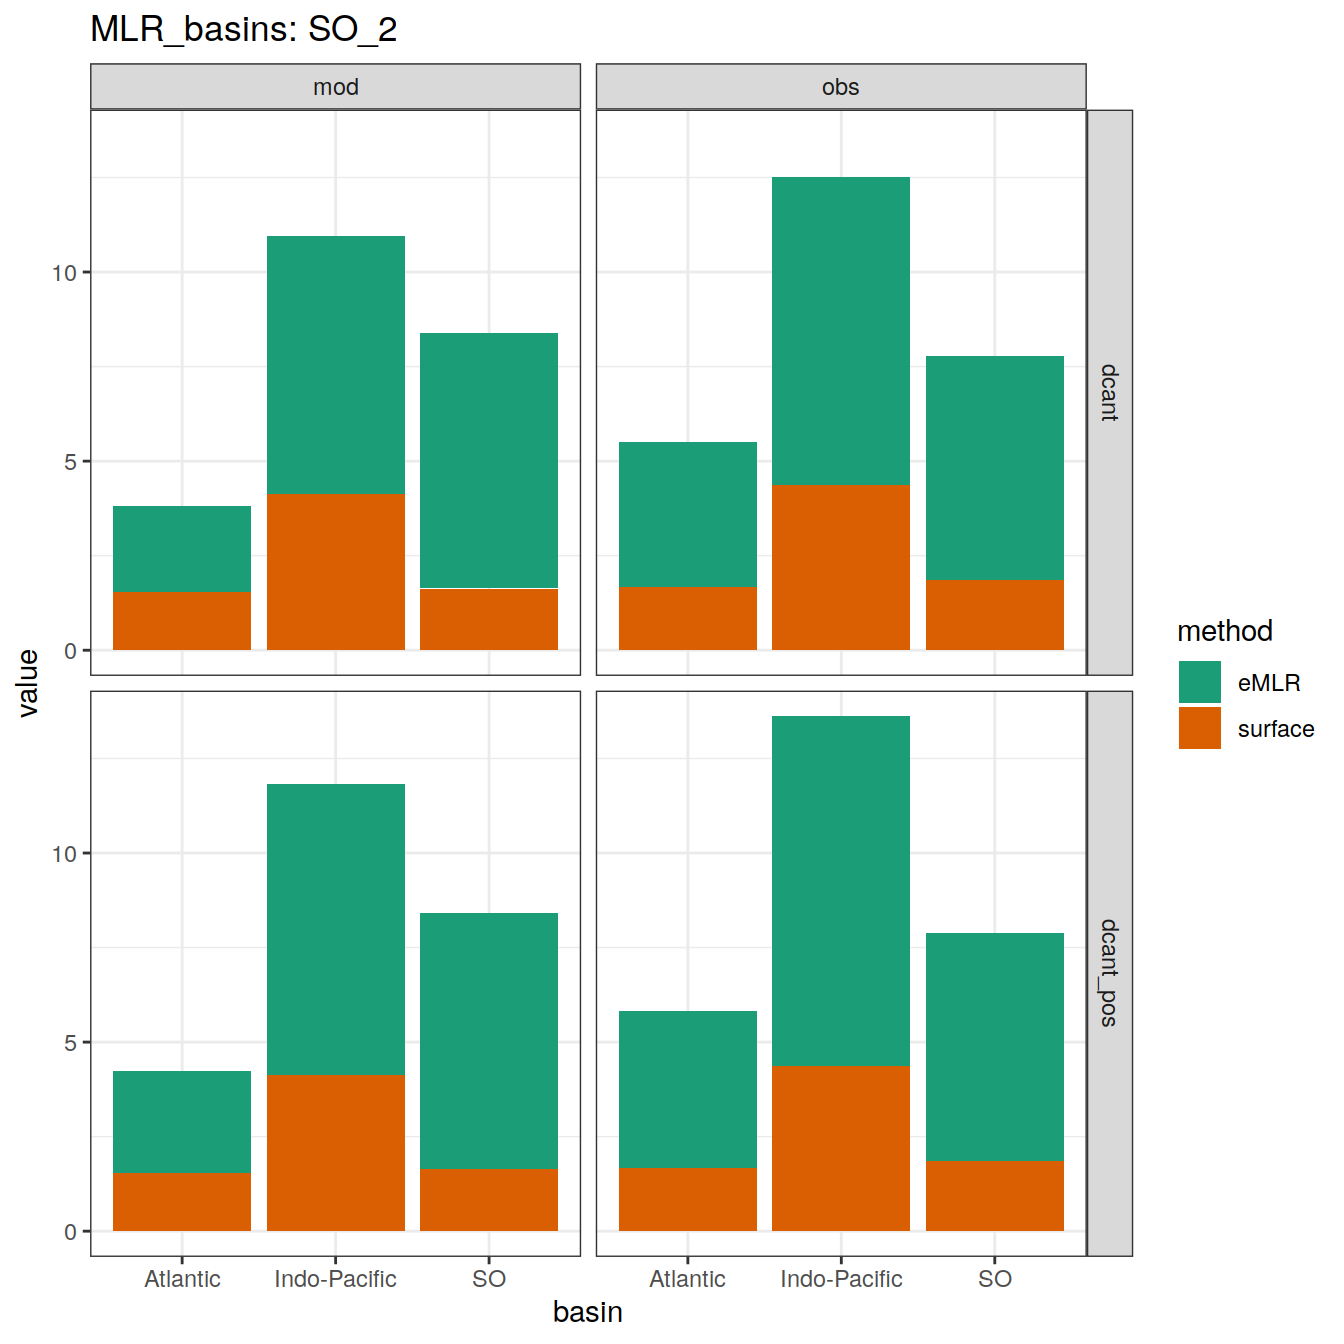 MLR_basins: SO_2
mod
obs
10
5
0
dcant
10
5
0
dcant_pos
value
Atlantic
Indo-Pacific
SO
Atlantic
Indo-Pacific
SO
basin
method
eMLR
surface